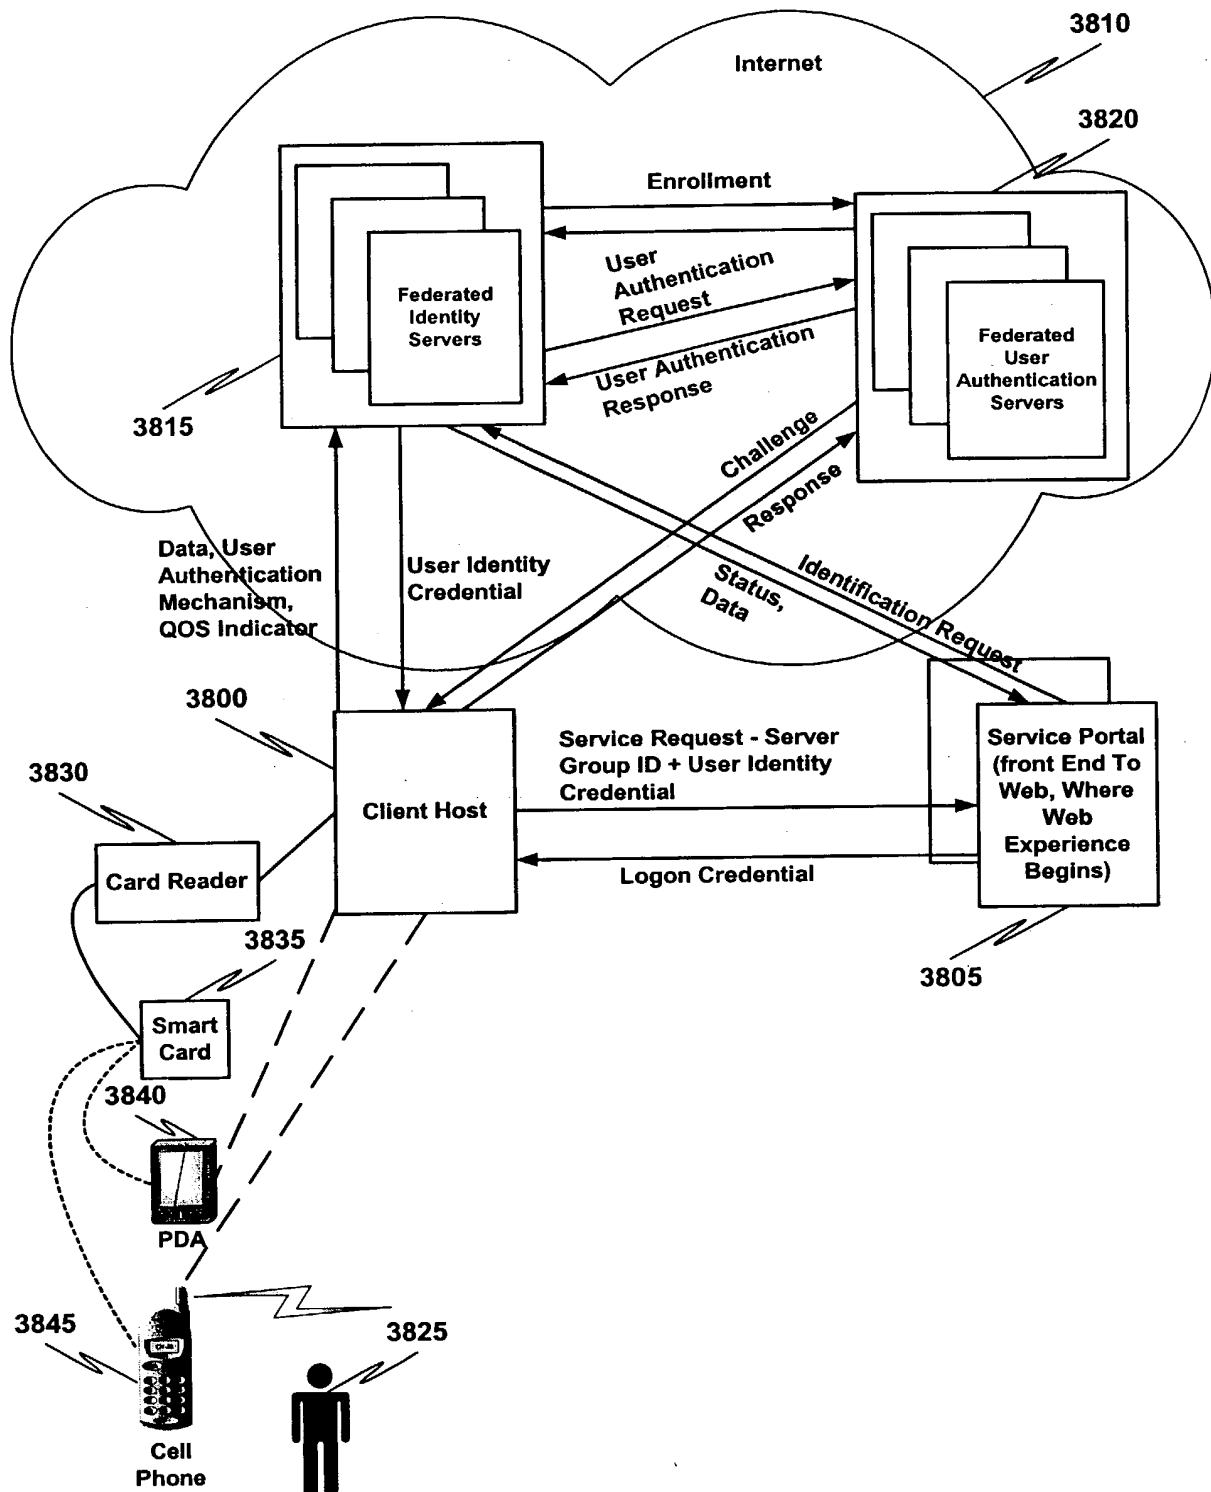 3810
Internet
3820
Enrollment
User
Authentication
Request
Federated
Identity
Servers
Federated
User
Authentication
Servers
User Authentication
Response
3815
Challenge
Response
Data, User
Authentication
Mechanism,
QOS Indicator
User Identity
Credential
Status,
Data
Identification Request
3800
Service Request - Server
Group ID + User Identity
Credential
Service Portal
(front End To
Web, Where
Web
Experience
Begins)
3830
Client Host
Card Reader
Logon Credential
3835
3805
Smart
Card
3840
PDA
3845
3825
Cell
Phone